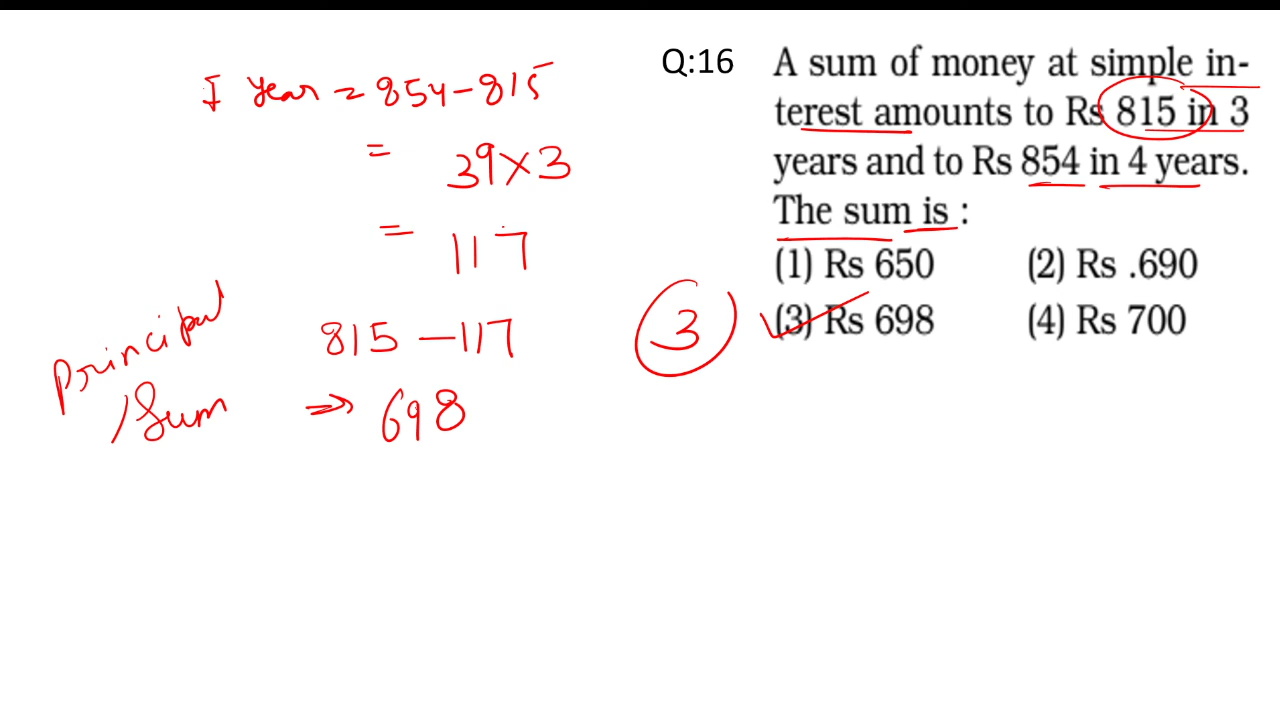 I Year = 854-815
= 39×3
= 117
Principal
/Sum
815-117
⇒ 698
3
Q:16 A sum of money at simple in-
terest amounts to Rs 815 in 3
years and to Rs 854 in 4 years.
The sum is :
(1) Rs 650 (2) Rs .690
(3) Rs 698 (4) Rs 700